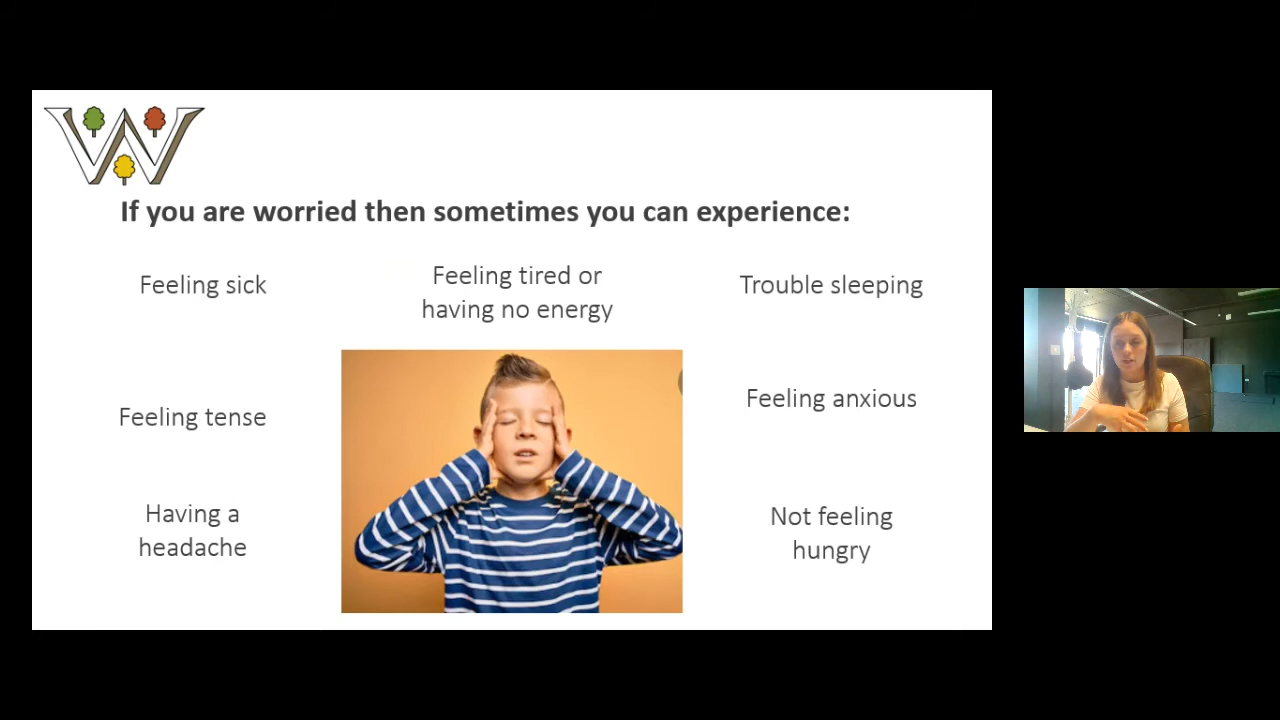 W
If you are worried then sometimes you can experience:
Feeling sick
Feeling tired or
having no energy
Trouble sleeping
Feeling tense
Feeling anxious
Having a
headache
Not feeling
hungry